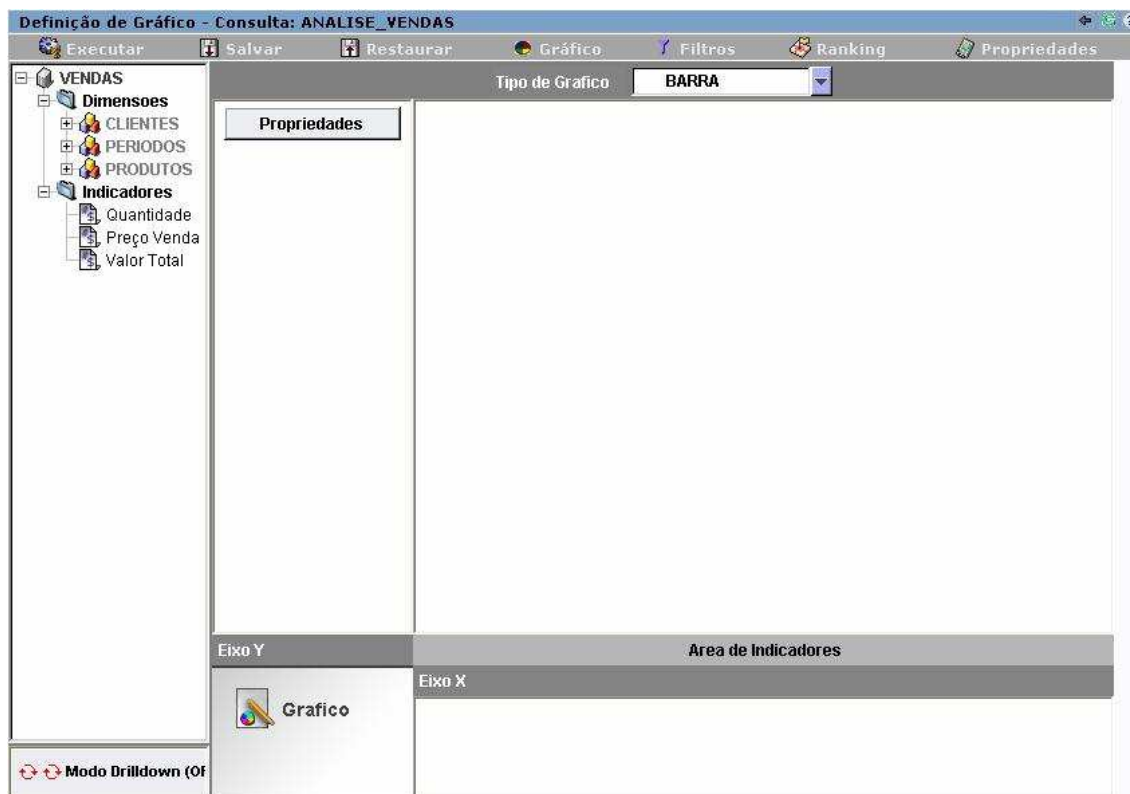 Definição de Gráfico - Consulta: ANALISE_VENDAS
Executar Salvar Restaurar Gráfico Filtros Ranking Propriedades
VENDAS
Dimensoes
CLIENTES
PERIODOS
PRODUTOS
Indicadores
Quantidade
Preço Venda
Valor Total
Tipo de Grafico BARRA
Propriedades
Eixo Y
Area de Indicadores
Eixo X
Grafico
Modo Drilldown